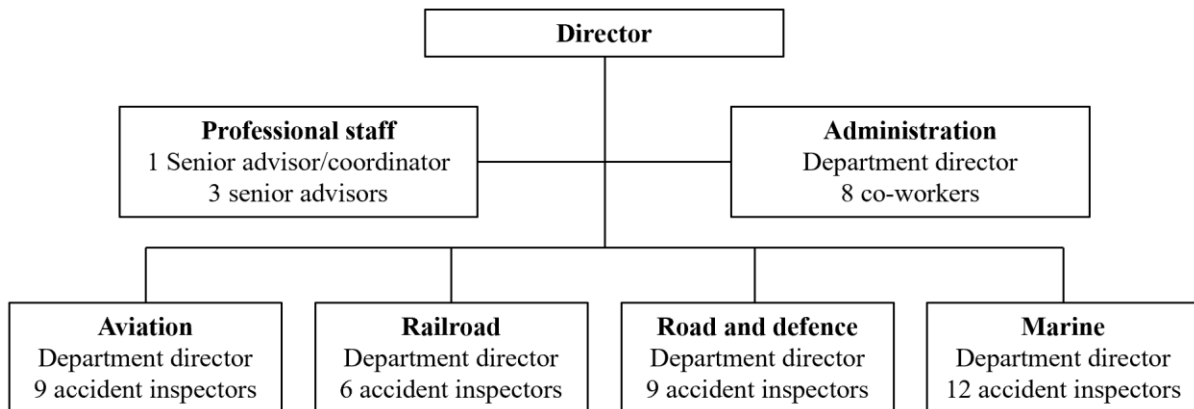 Director
Professional staff
1 Senior advisor/coordinator
3 senior advisors
Administration
Department director
8 co-workers
Aviation
Department director
9 accident inspectors
Railroad
Department director
6 accident inspectors
Road and defence
Department director
9 accident inspectors
Marine
Department director
12 accident inspectors